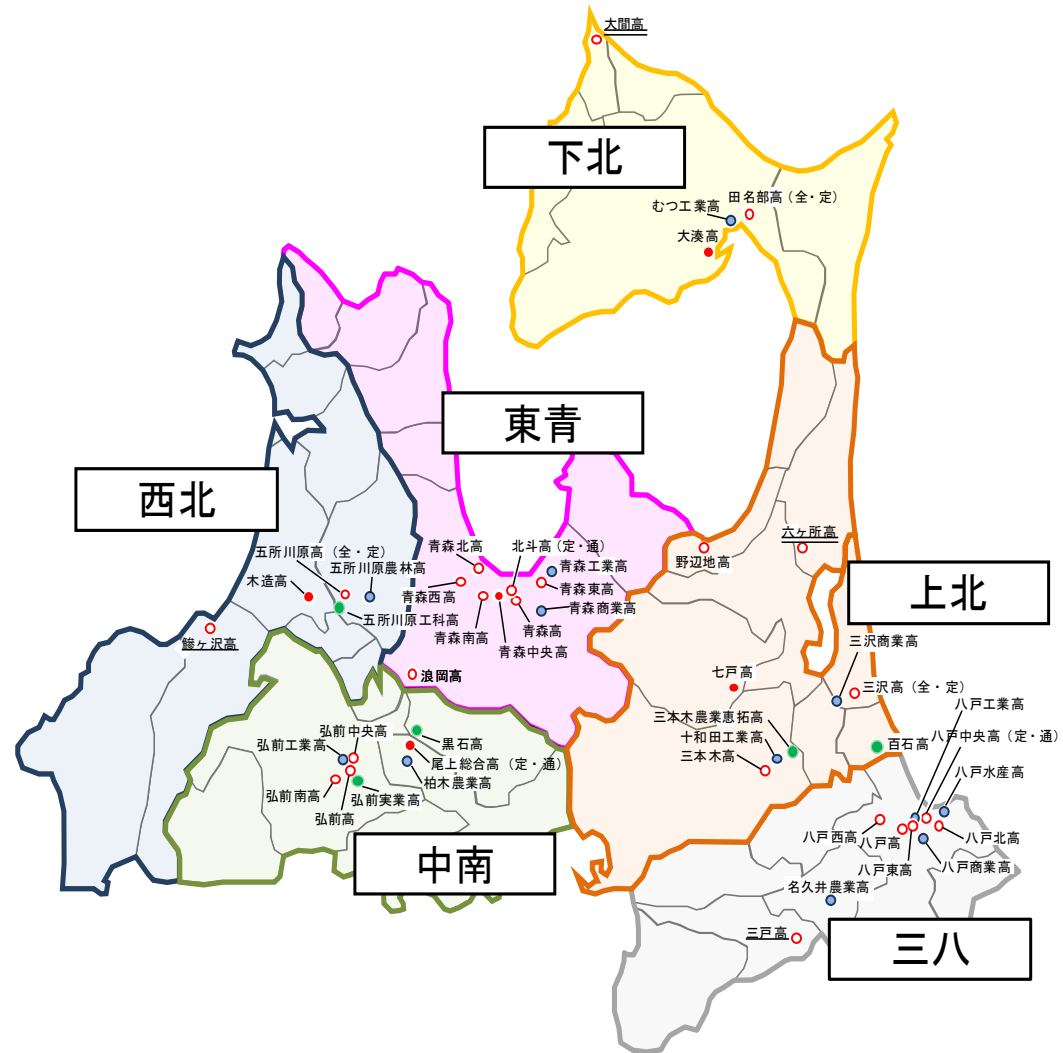 大間高
下北
田名部高（全・定）
むつ工業高
大湊高
東青
西北
青森北高
北斗高（定・通）
五所川原高（全・定）
五所川原農林高
青森工業高
野辺地高
六ヶ所高
木造高
青森西高
青森東高
五所川原工科高
青森商業高
上北
青森南高
青森高
鰺ヶ沢高
青森中央高
三沢商業高
浪岡高
七戸高
三沢高（全・定）
八戸工業高
三本木農業恵拓高
弘前中央高
黒石高
十和田工業高
八戸中央高（定・通）
弘前工業高
百石高
尾上総合高（定・通）
三本木高
八戸水産高
柏木農業高
弘前南高
弘前実業高
弘前高
八戸西高
八戸高
八戸北高
中南
八戸東高
八戸商業高
名久井農業高
三戸高
三八